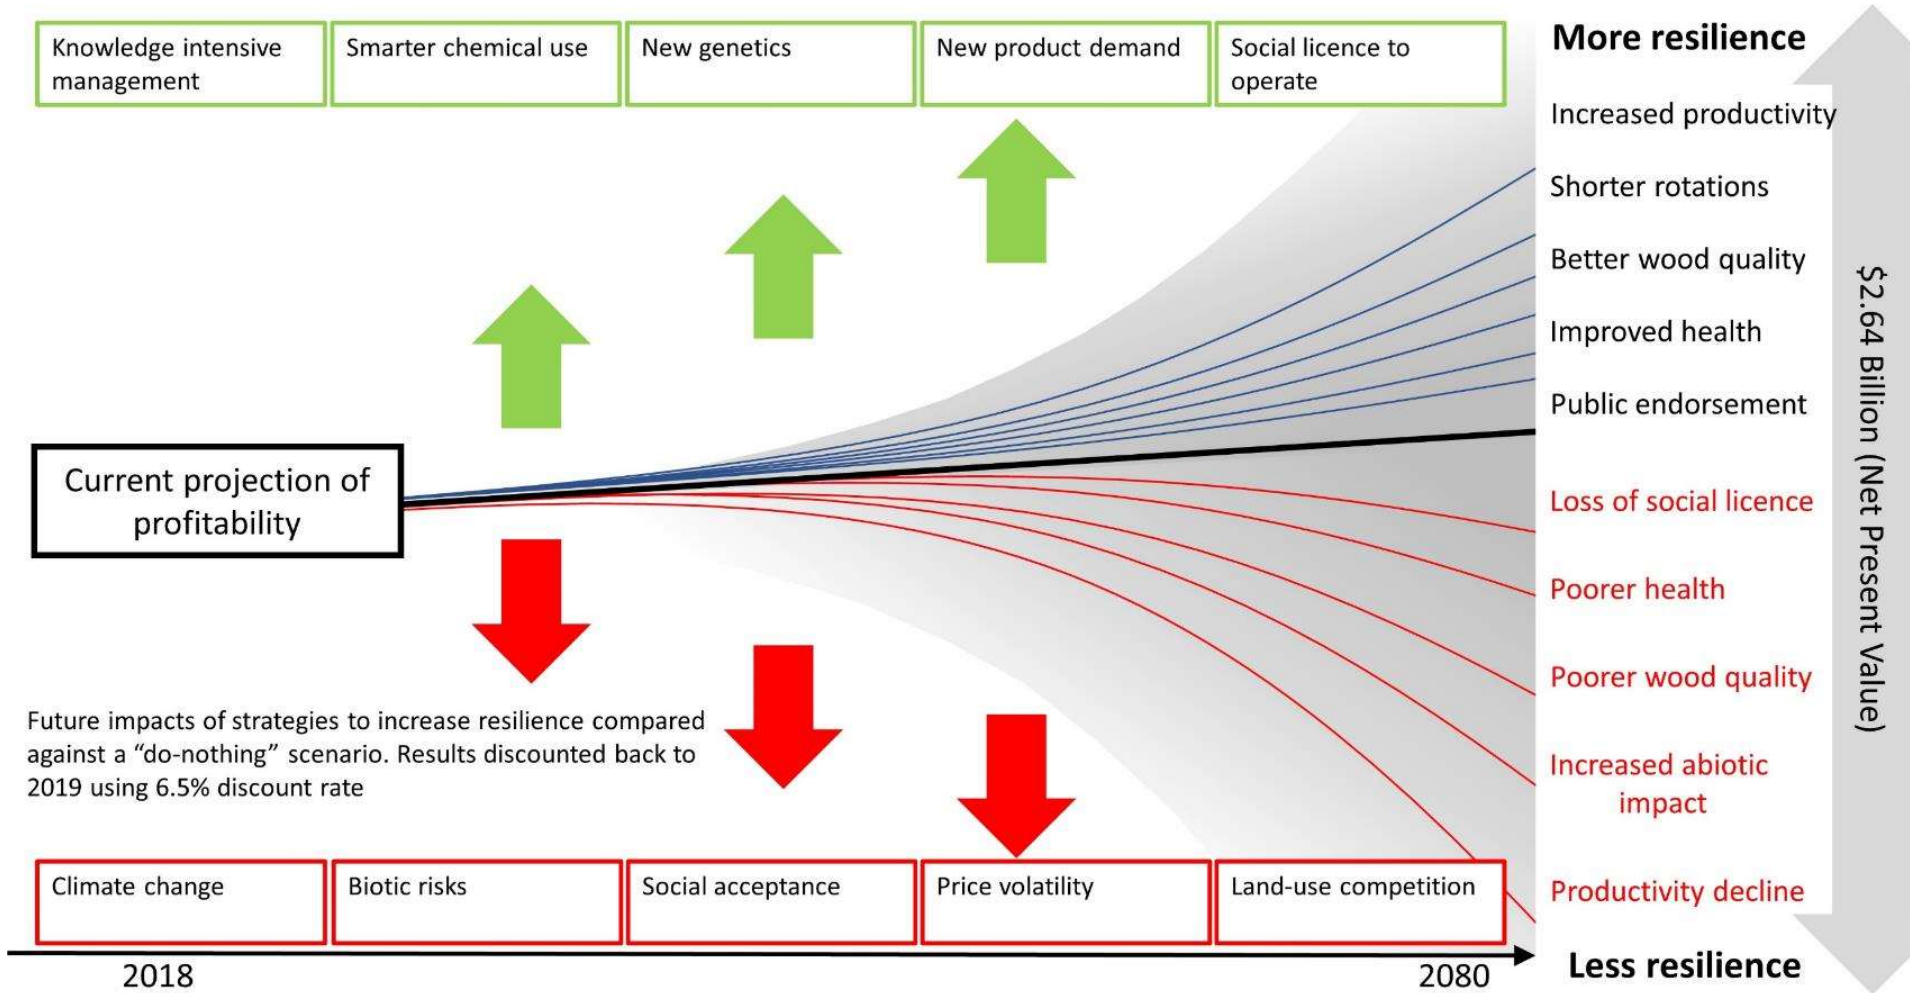 Knowledge intensive
management
Smarter chemical use
New genetics
New product demand
Social licence to
operate
More resilience
Increased productivity
Shorter rotations
Better wood quality
Improved health
Public endorsement
Current projection of
profitability
Loss of social licence
Poorer health
Poorer wood quality
Increased abiotic
impact
Productivity decline
Less resilience
$2.64 Billion (Net Present Value)
Future impacts of strategies to increase resilience compared
against a “do-nothing” scenario. Results discounted back to
2019 using 6.5% discount rate
Climate change
Biotic risks
Social acceptance
Price volatility
Land-use competition
2018
2080